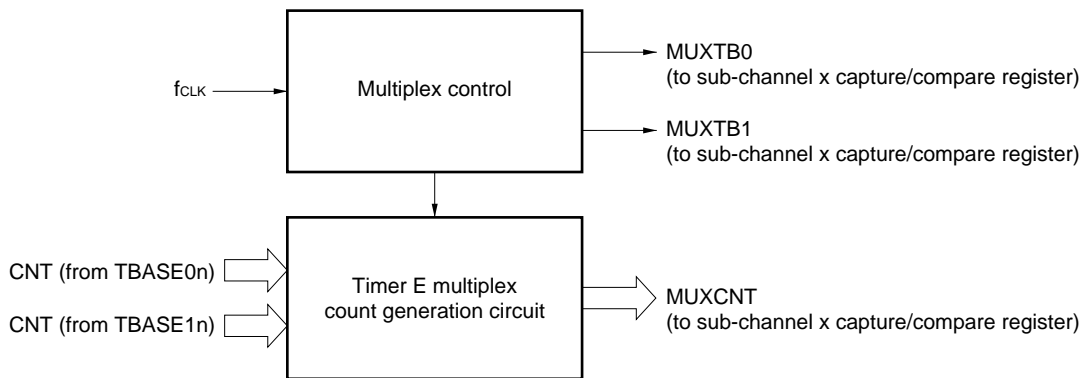 MUXTB0
(to sub-channel x capture/compare register)
fCLK
Multiplex control
MUXTB1
(to sub-channel x capture/compare register)
CNT (from TBASE0n)
Timer E multiplex
count generation circuit
MUXCNT
(to sub-channel x capture/compare register)
CNT (from TBASE1n)